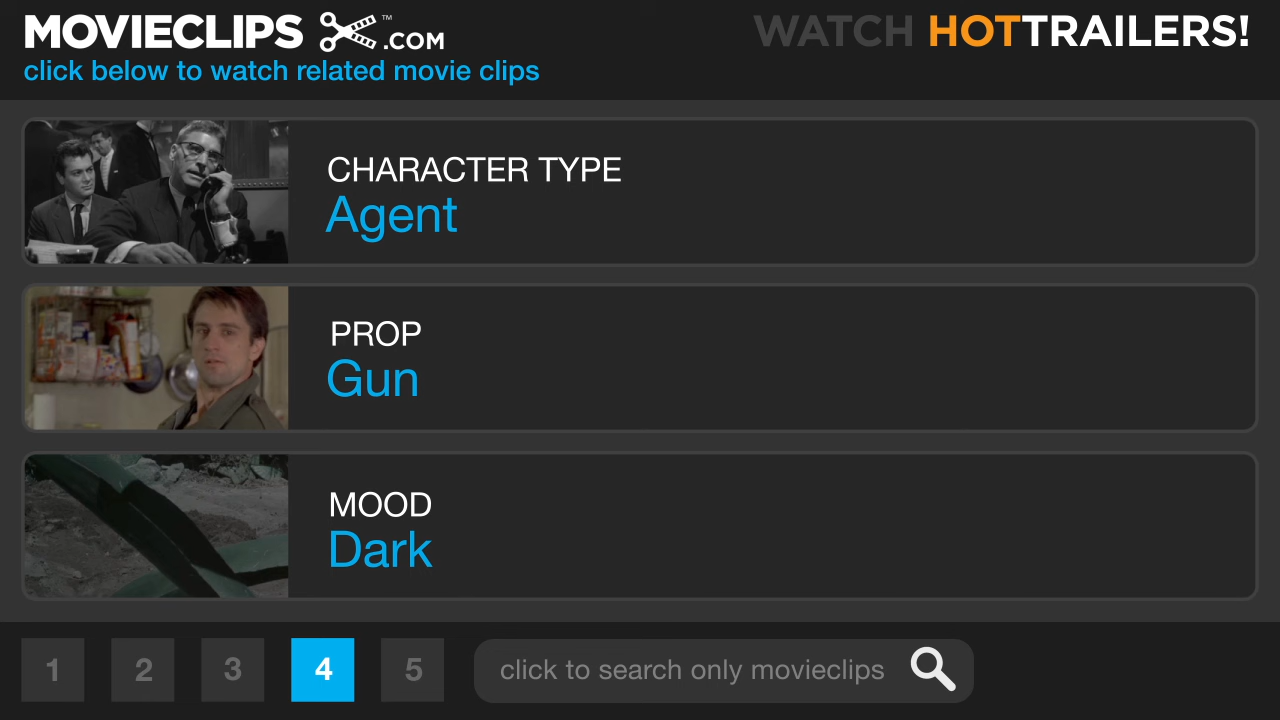 MOVIECLIPS ™ .COM
WATCH HOTTRAILERS!
click below to watch related movie clips
CHARACTER TYPE
Agent
PROP
Gun
MOOD
Dark
1 2 3 4 5
click to search only movieclips